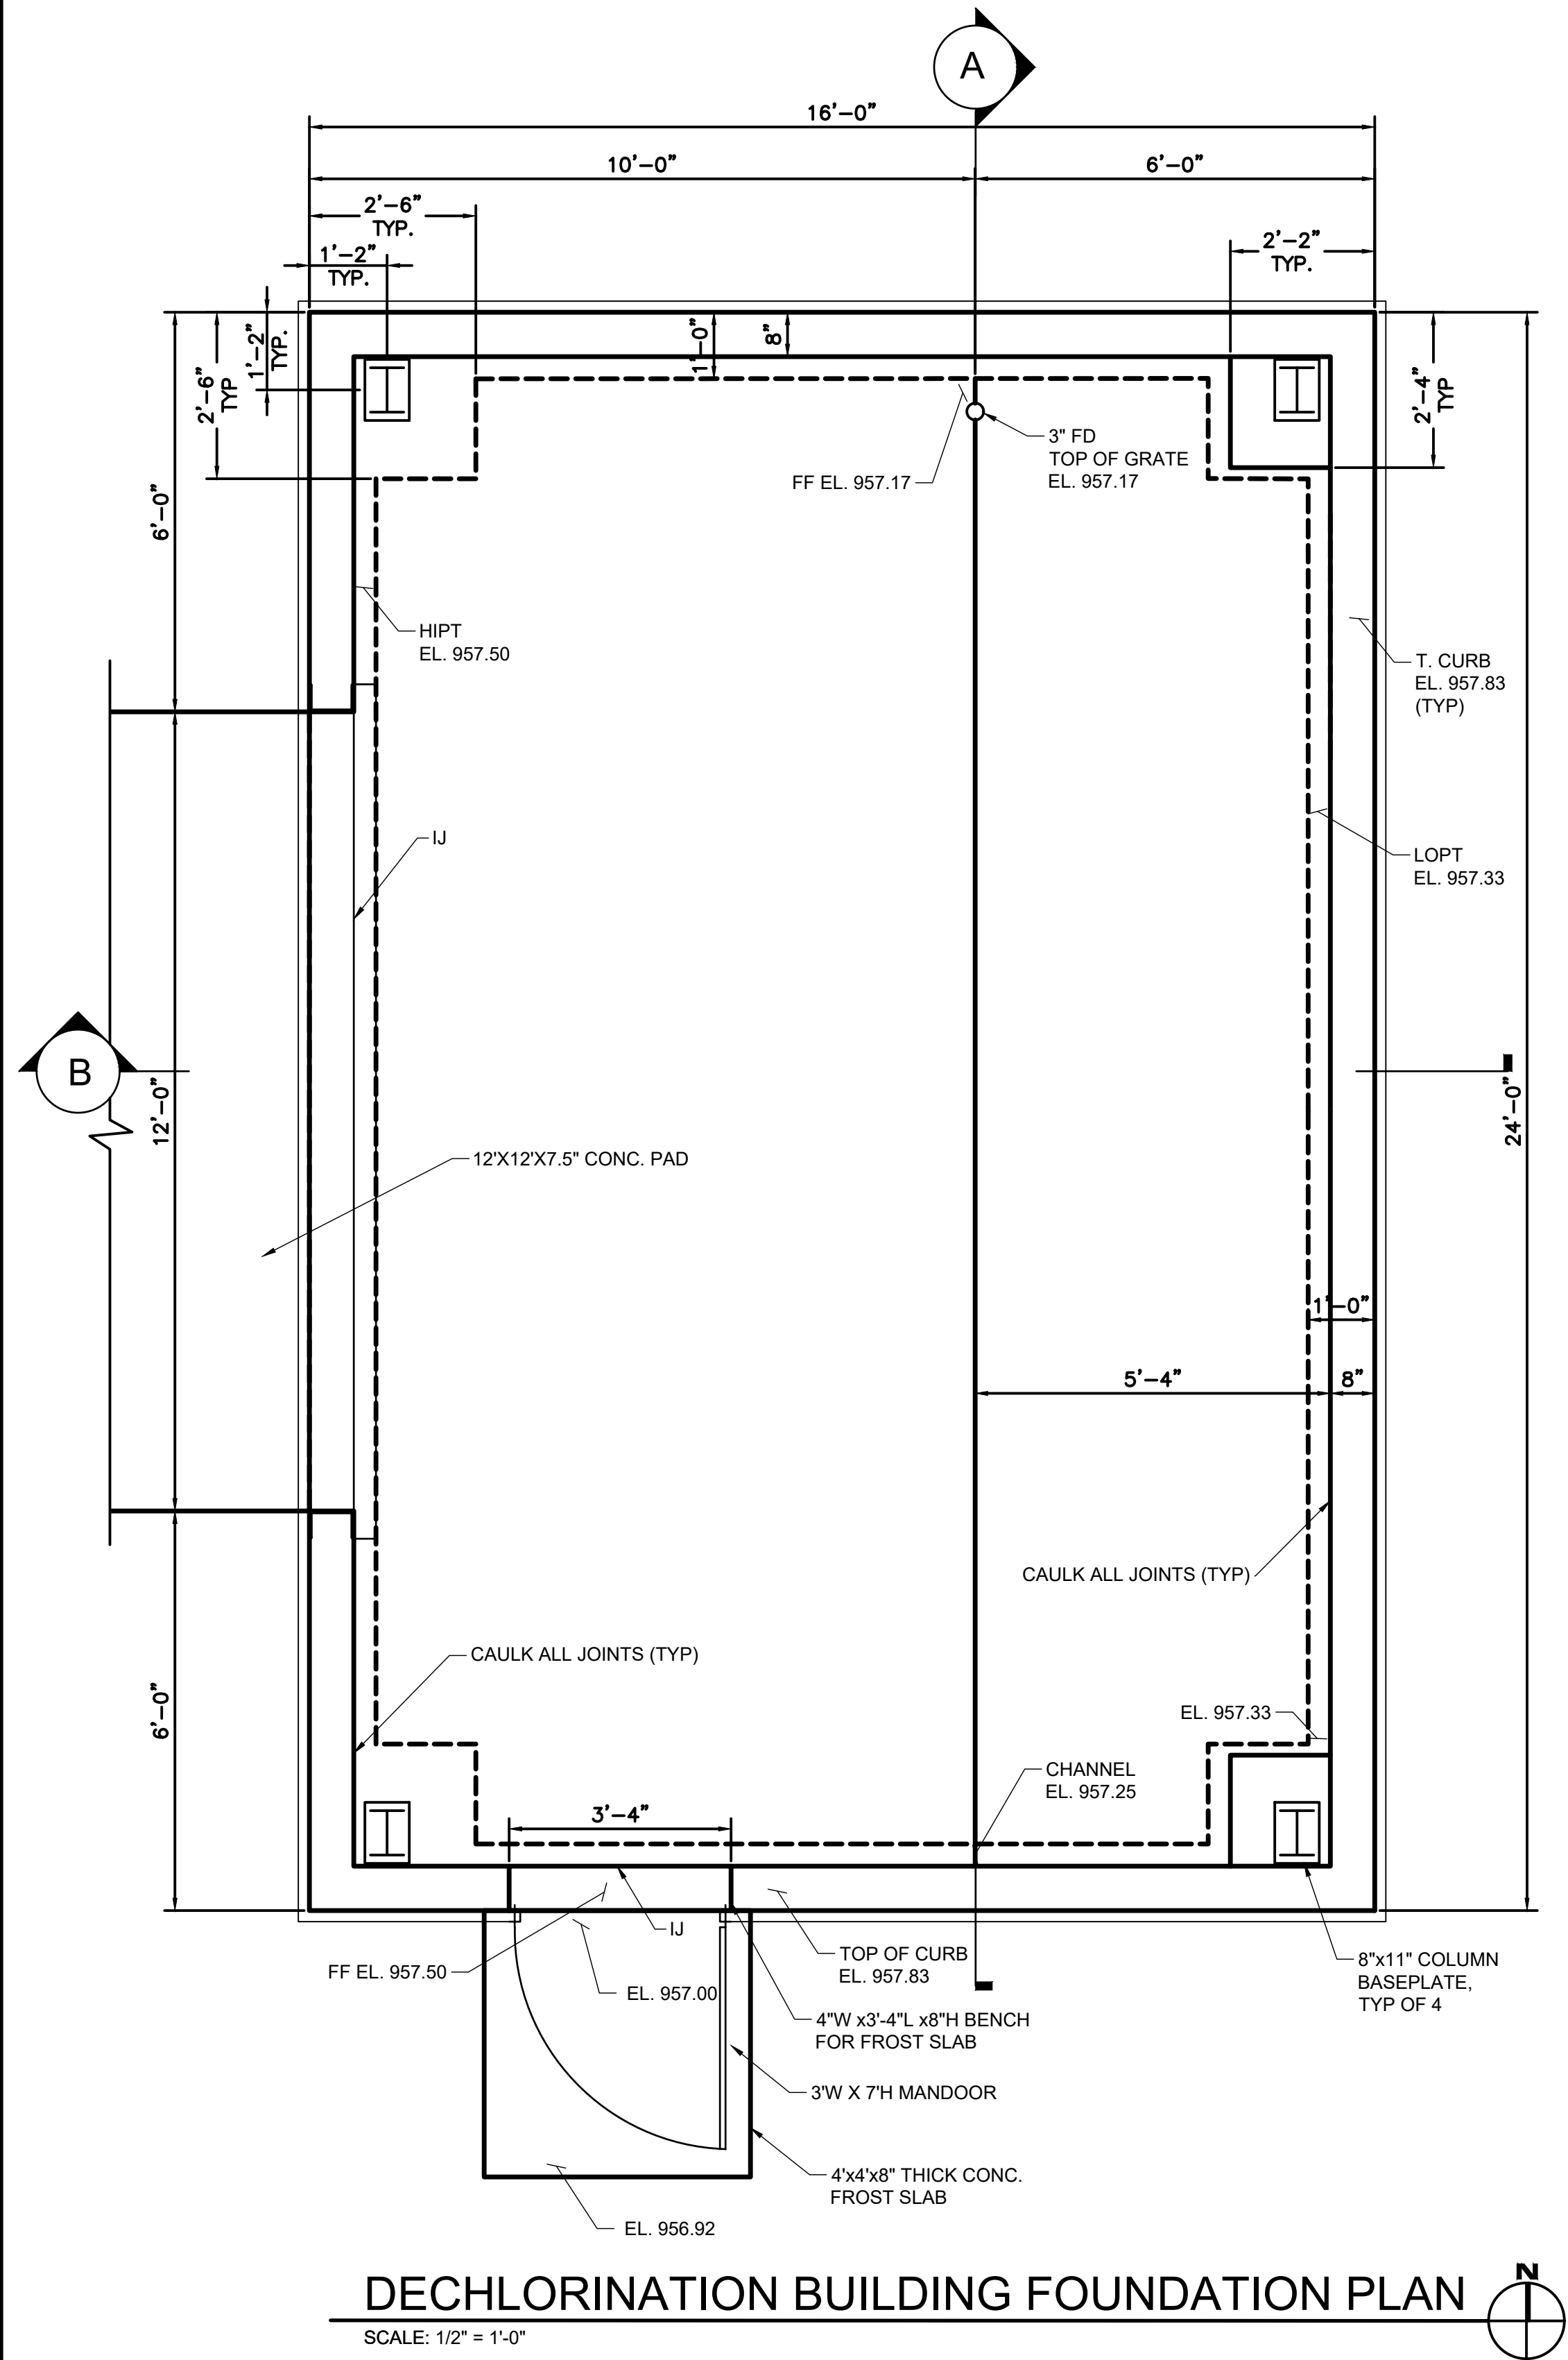 A
16'-0"
10'-0"
6'-0"
2'-6"
TYP.
2'-2"
TYP.
1'-2"
TYP.
1'-2"
TYP.
2'-6"
TYP
1'-0"
8"
2'-4"
TYP
3" FD
TOP OF GRATE
EL. 957.17
FF EL. 957.17
6'-0"
HIPT
EL. 957.50
T. CURB
EL. 957.83
(TYP)
IJ
LOPT
EL. 957.33
B
12'-0"
24'-0"
12'X12'X7.5" CONC. PAD
1'-0"
5'-4"
8"
CAULK ALL JOINTS (TYP)
CAULK ALL JOINTS (TYP)
6'-0"
EL. 957.33
CHANNEL
EL. 957.25
3'-4"
IJ
FF EL. 957.50
EL. 957.00
TOP OF CURB
EL. 957.83
8"x11" COLUMN
BASEPLATE,
TYP OF 4
4"W x3'-4"L x8"H BENCH
FOR FROST SLAB
3'W X 7'H MANDOOR
4'x4'x8" THICK CONC.
FROST SLAB
EL. 956.92
DECHLORINATION BUILDING FOUNDATION PLAN
N
SCALE: 1/2" = 1'-0"